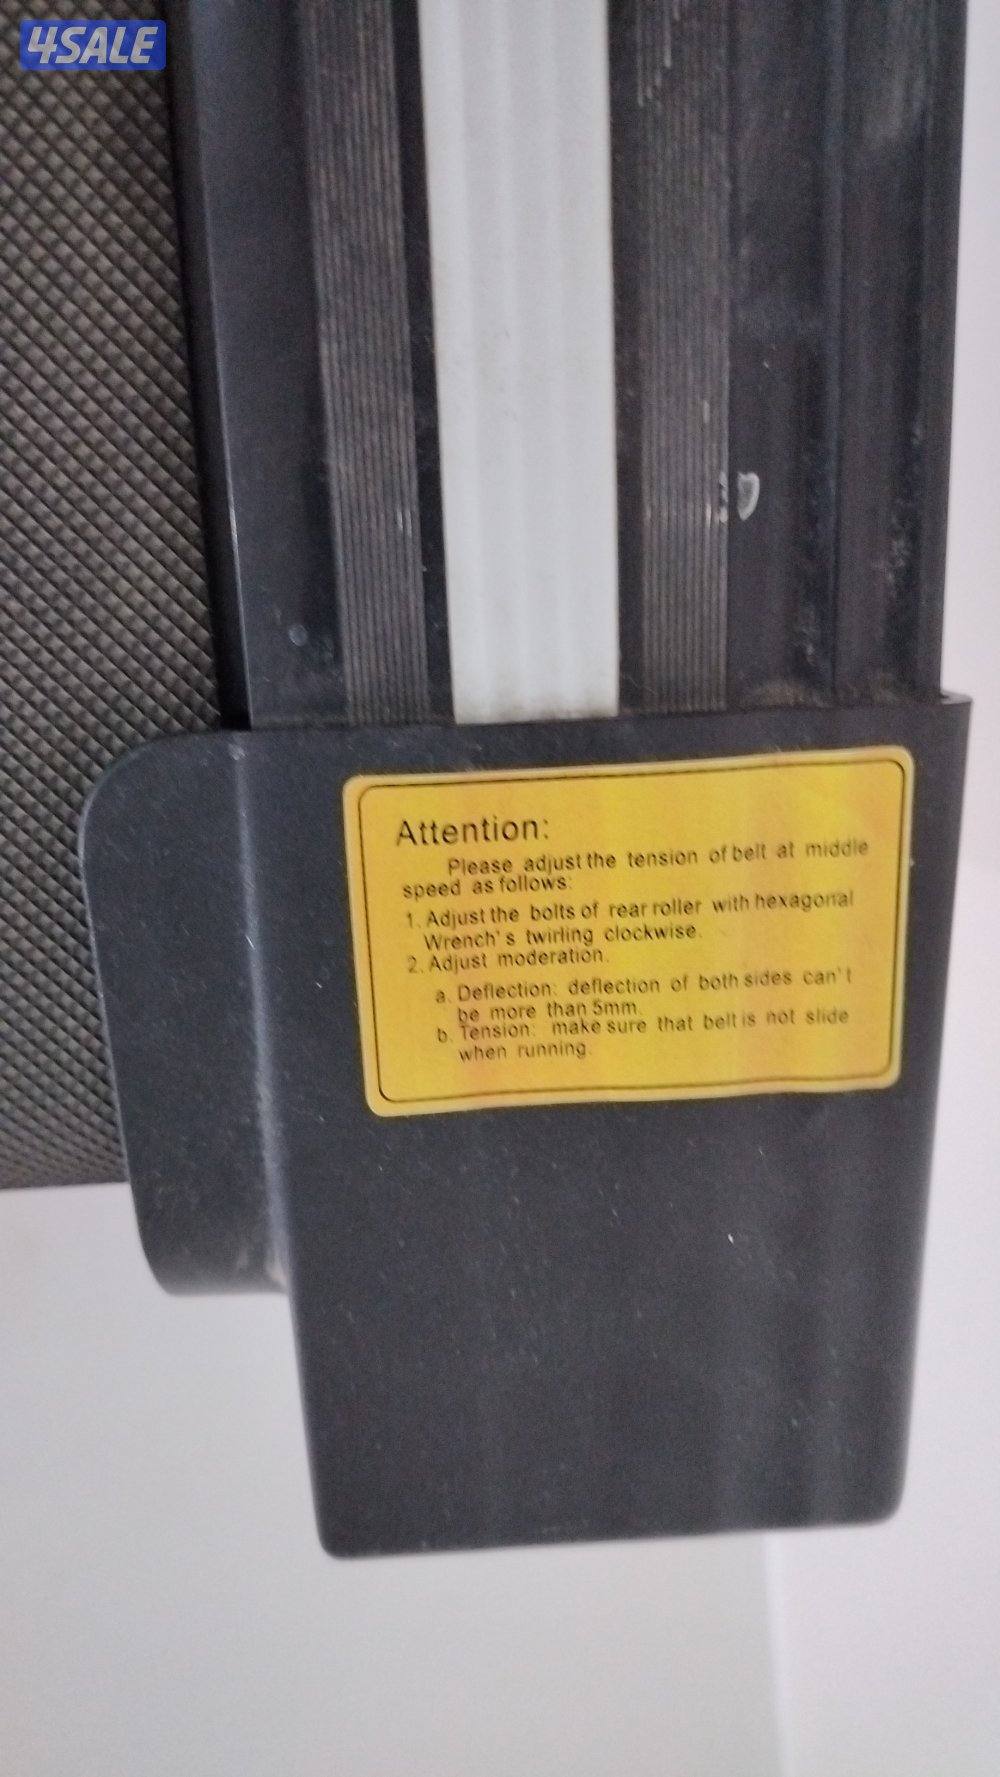 4SALE
Attention:
Please adjust the tension of belt at middle
speed as follows:
1. Adjust the bolts of rear roller with hexagonal
Wrench's twirling clockwise.
2. Adjust moderation.
a. Deflection: deflection of both sides can't
be more than 5mm.
b. Tension: make sure that belt is not slide
when running.